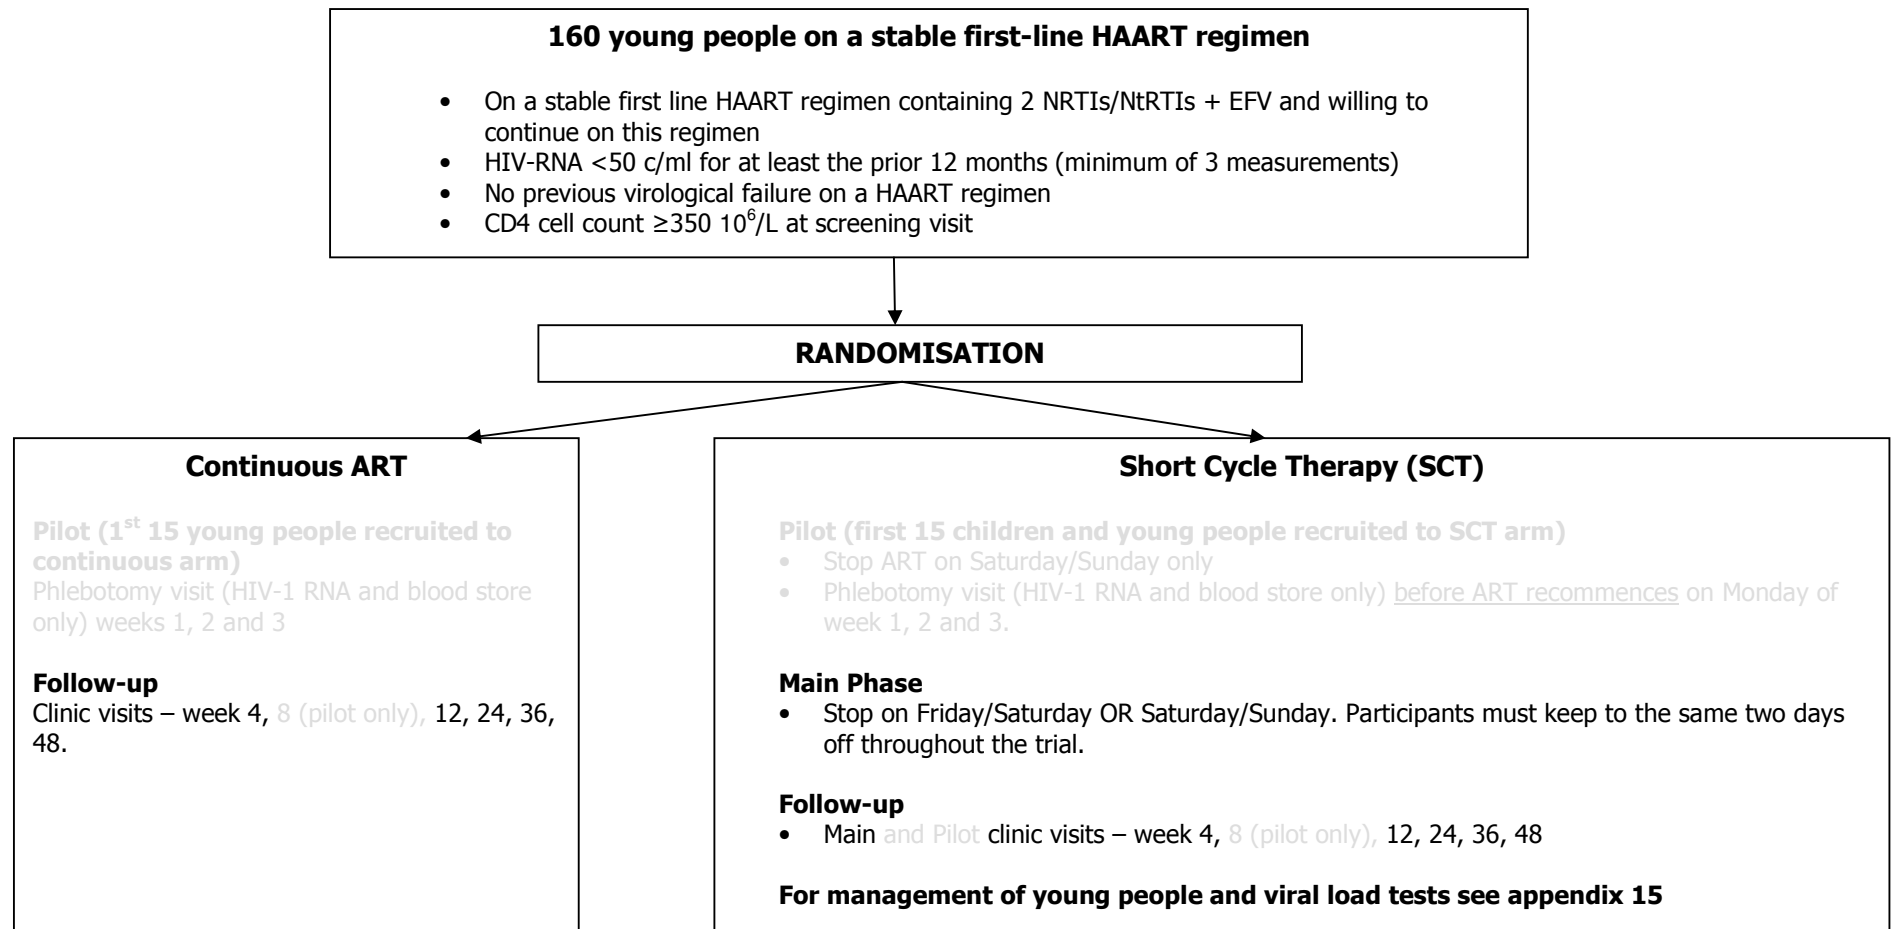 160 young people on a stable first-line HAART regimen
• On a stable first line HAART regimen containing 2 NRTIs/NtRTIs + EFV and willing to
continue on this regimen
• HIV-RNA <50 c/ml for at least the prior 12 months (minimum of 3 measurements)
• No previous virological failure on a HAART regimen
• CD4 cell count ≥350 10⁶/L at screening visit
RANDOMISATION
Continuous ART
Pilot (1st 15 young people recruited to
continuous arm)
Phlebotomy visit (HIV-1 RNA and blood store
only) weeks 1, 2 and 3
Follow-up
Clinic visits – week 4, 8 (pilot only), 12, 24, 36,
48.
Short Cycle Therapy (SCT)
Pilot (first 15 children and young people recruited to SCT arm)
• Stop ART on Saturday/Sunday only
• Phlebotomy visit (HIV-1 RNA and blood store only) before ART recommences on Monday of
week 1, 2 and 3.
Main Phase
• Stop on Friday/Saturday OR Saturday/Sunday. Participants must keep to the same two days
off throughout the trial.
Follow-up
• Main and Pilot clinic visits – week 4, 8 (pilot only), 12, 24, 36, 48
For management of young people and viral load tests see appendix 15